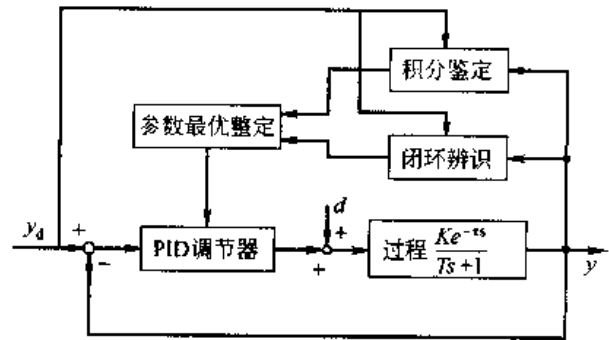 积分鉴定
参数最优整定
闭环辨识
y_d
+
−
PID调节器
d
+
+
过程 Ke^{-τs}/(Ts+1)
y